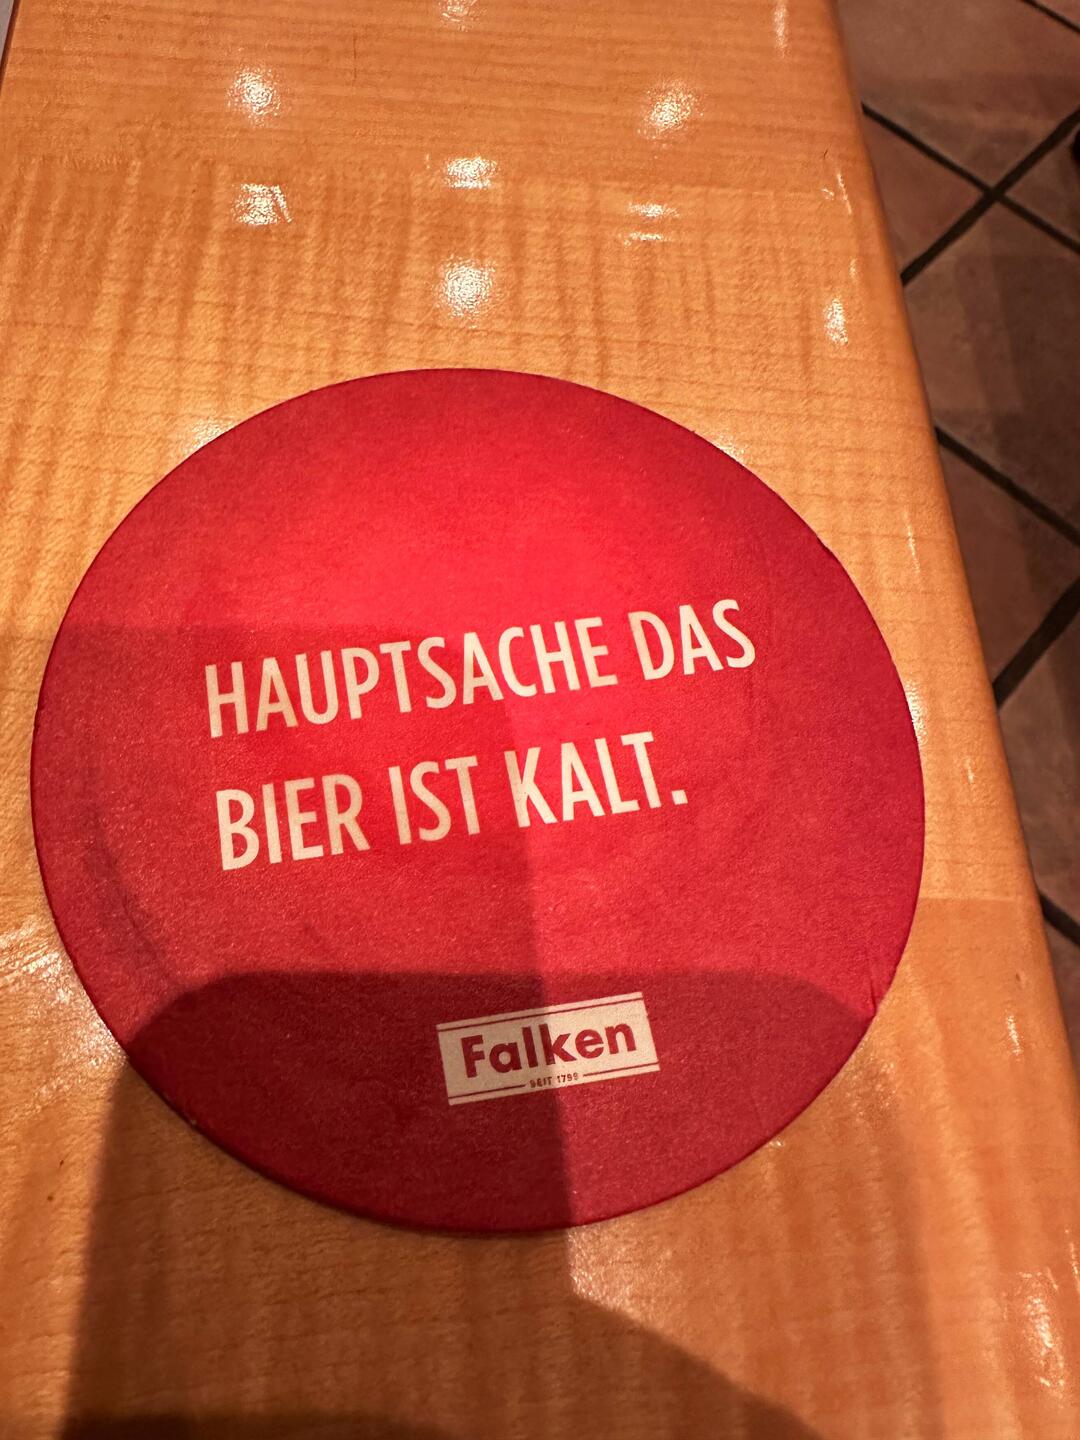 HAUPTSACHE DAS
BIER IST KALT.
Falken
SEIT 1799